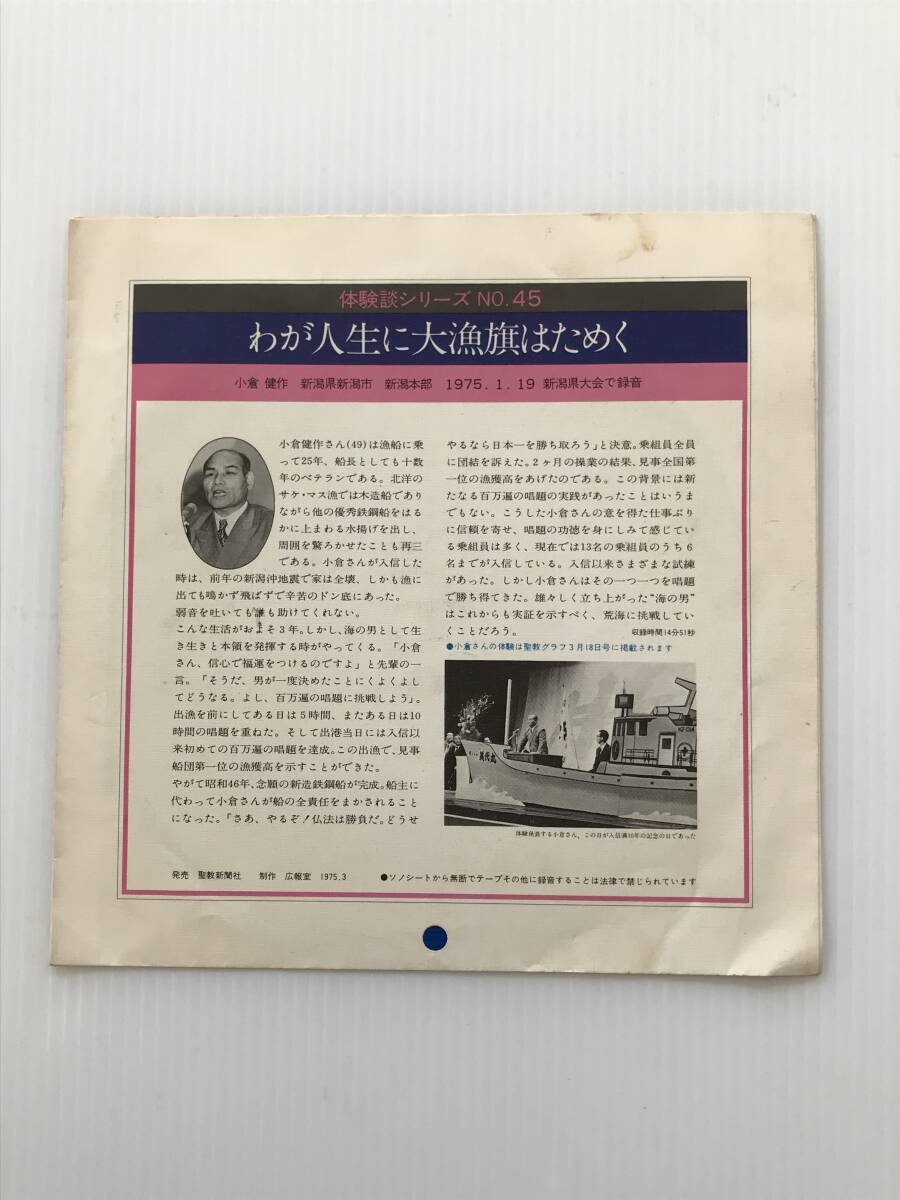 体験談シリーズ NO.45
わが人生に大漁旗はためく
小倉 健作 新潟県新潟市 新潟本部 1975.1.19 新潟県大会で録音
小倉健作さん(49)は漁船に乗
って25年、船長としても十数
年のベテランである。北洋の
サケ・マス漁では木造船であり
ながら他の優秀鉄鋼船をはる
かに上まわる水揚げを出し、
周囲を驚ろかせたことも再三
である。小倉さんが入信した
時は、前年の新潟沖地震で家は全壊、しかも漁に
出ても鳴かず飛ばずで辛苦のドン底にあった。
弱音を吐いても誰も助けてくれない。
こんな生活がおよそ3年。しかし、海の男として生
き生きと本領を発揮する時がやってくる。「小倉
さん、信心で福運をつけるのですよ」と先輩の一
言。「そうだ、男が一度決めたことにくよくよし
てどうなる。よし、百万遍の唱題に挑戦しよう」。
出漁を前にしてある日は5時間、またある日は10
時間の唱題を重ねた。そして出港当日には入信以
来初めての百万遍の唱題を達成。この出漁で、見事
船団第一位の漁獲高を示すことができた。
やがて昭和46年、念願の新造鉄鋼船が完成。船主に
代わって小倉さんが船の全責任をまかされること
になった。「さあ、やるぞ!仏法は勝負だ。どうせ
やるなら日本一を勝ち取ろう」と決意。乗組員全員
に団結を訴えた。2ヶ月の操業の結果、見事全国第
一位の漁獲高をあげたのである。この背景には新
たなる百万遍の唱題の実践があったことはいうま
でもない。こうした小倉さんの意を得た仕事ぶり
に信頼を寄せ、唱題の功徳を身にしみて感じてい
る乗組員は多く、現在では13名の乗組員のうち6
名までが入信している。入信以来さまざまな試練
があった。しかし小倉さんはその一つ一つを唱題
で勝ち得てきた。雄々しく立ち上がった“海の男”
はこれからも実証を示すべく、荒海に挑戦してい
くことだろう。 収録時間14分51秒
●小倉さんの体験は聖教グラフ3月18日号に掲載されます
萬代丸
体験発表する小倉さん、この日が入信満10年の記念の日であった
発売 聖教新聞社 制作 広報室 1975.3 ●ソノシートから無断でテープその他に録音することは法律で禁じられています